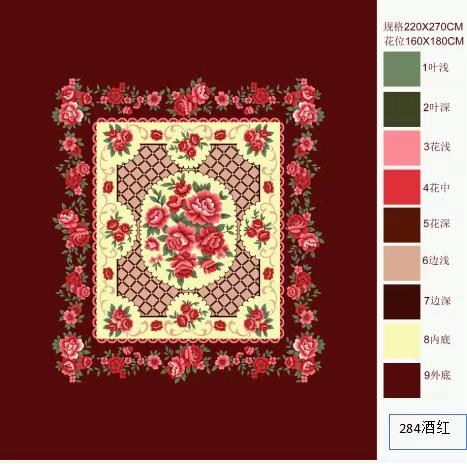 规格220X270CM
花位160X180CM
1叶浅
2叶深
3花浅
4花中
5花深
6边浅
7边深
8内底
9外底
284酒红